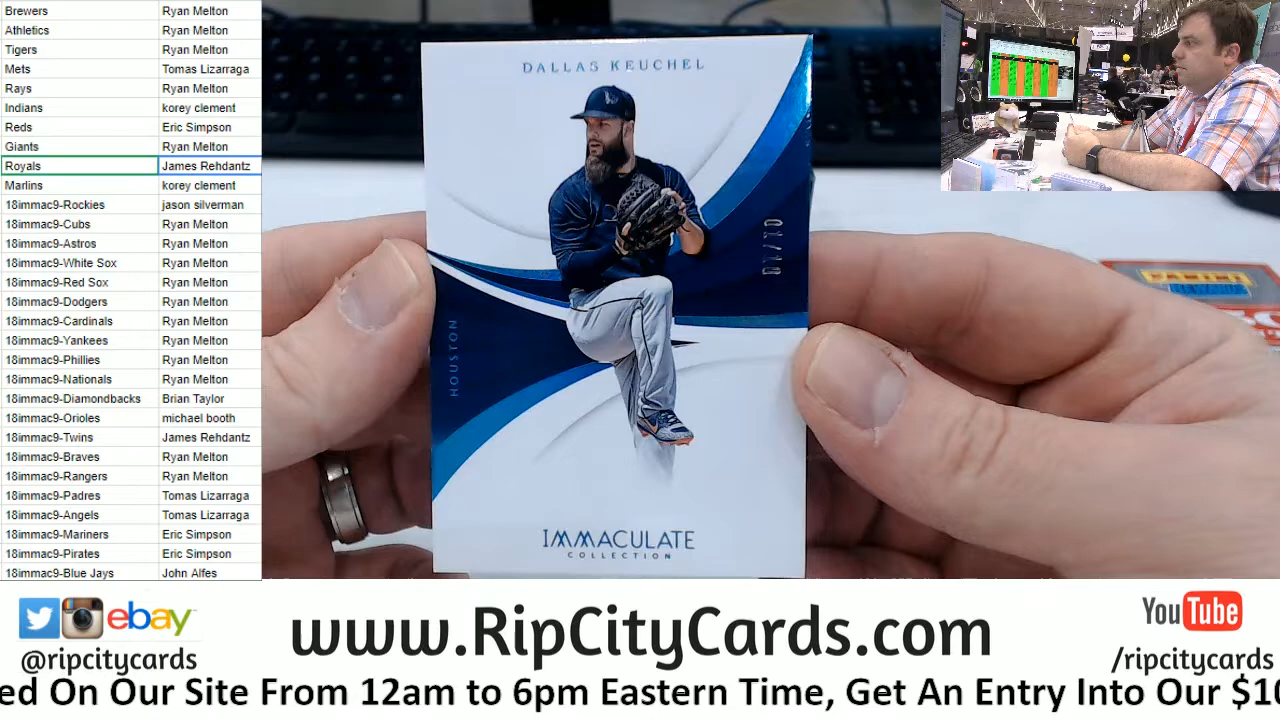 Brewers Ryan Melton
Athletics Ryan Melton
Tigers Ryan Melton
Mets Tomas Lizarraga
Rays Ryan Melton
Indians korey clement
Reds Eric Simpson
Giants Ryan Melton
Royals James Rehdantz
Marlins korey clement
18immac9-Rockies jason silverman
18immac9-Cubs Ryan Melton
18immac9-Astros Ryan Melton
18immac9-White Sox Ryan Melton
18immac9-Red Sox Ryan Melton
18immac9-Dodgers Ryan Melton
18immac9-Cardinals Ryan Melton
18immac9-Yankees Ryan Melton
18immac9-Phillies Ryan Melton
18immac9-Nationals Ryan Melton
18immac9-Diamondbacks Brian Taylor
18immac9-Orioles michael booth
18immac9-Twins James Rehdantz
18immac9-Braves Ryan Melton
18immac9-Rangers Ryan Melton
18immac9-Padres Tomas Lizarraga
18immac9-Angels Tomas Lizarraga
18immac9-Mariners Eric Simpson
18immac9-Pirates Eric Simpson
18immac9-Blue Jays John Alfes
DALLAS KEUCHEL
HOUSTON
IMMACULATE
COLLECTION
PANINI
ebay
@ripcitycards
www.RipCityCards.com
YouTube
/ripcitycards
ed On Our Site From 12am to 6pm Eastern Time, Get An Entry Into Our $10